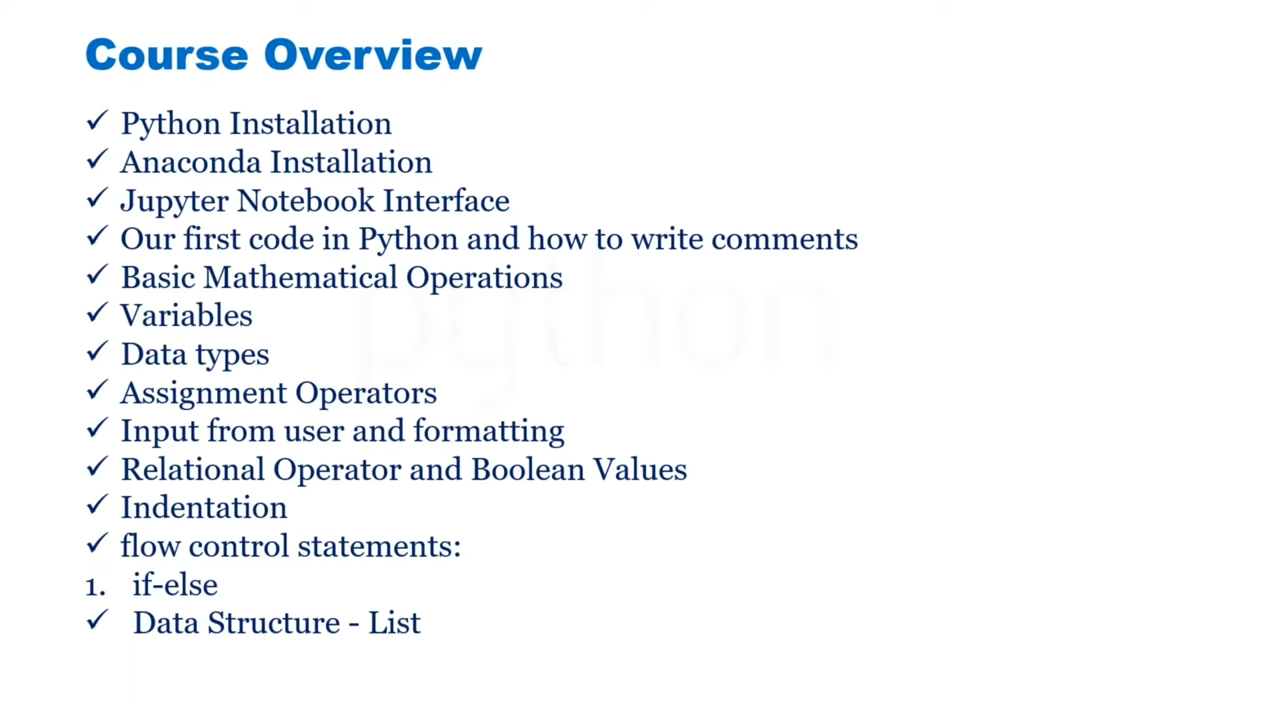 Course Overview
✓ Python Installation
✓ Anaconda Installation
✓ Jupyter Notebook Interface
✓ Our first code in Python and how to write comments
✓ Basic Mathematical Operations
✓ Variables
✓ Data types
✓ Assignment Operators
✓ Input from user and formatting
✓ Relational Operator and Boolean Values
✓ Indentation
✓ flow control statements:
1. if-else
✓ Data Structure - List
python